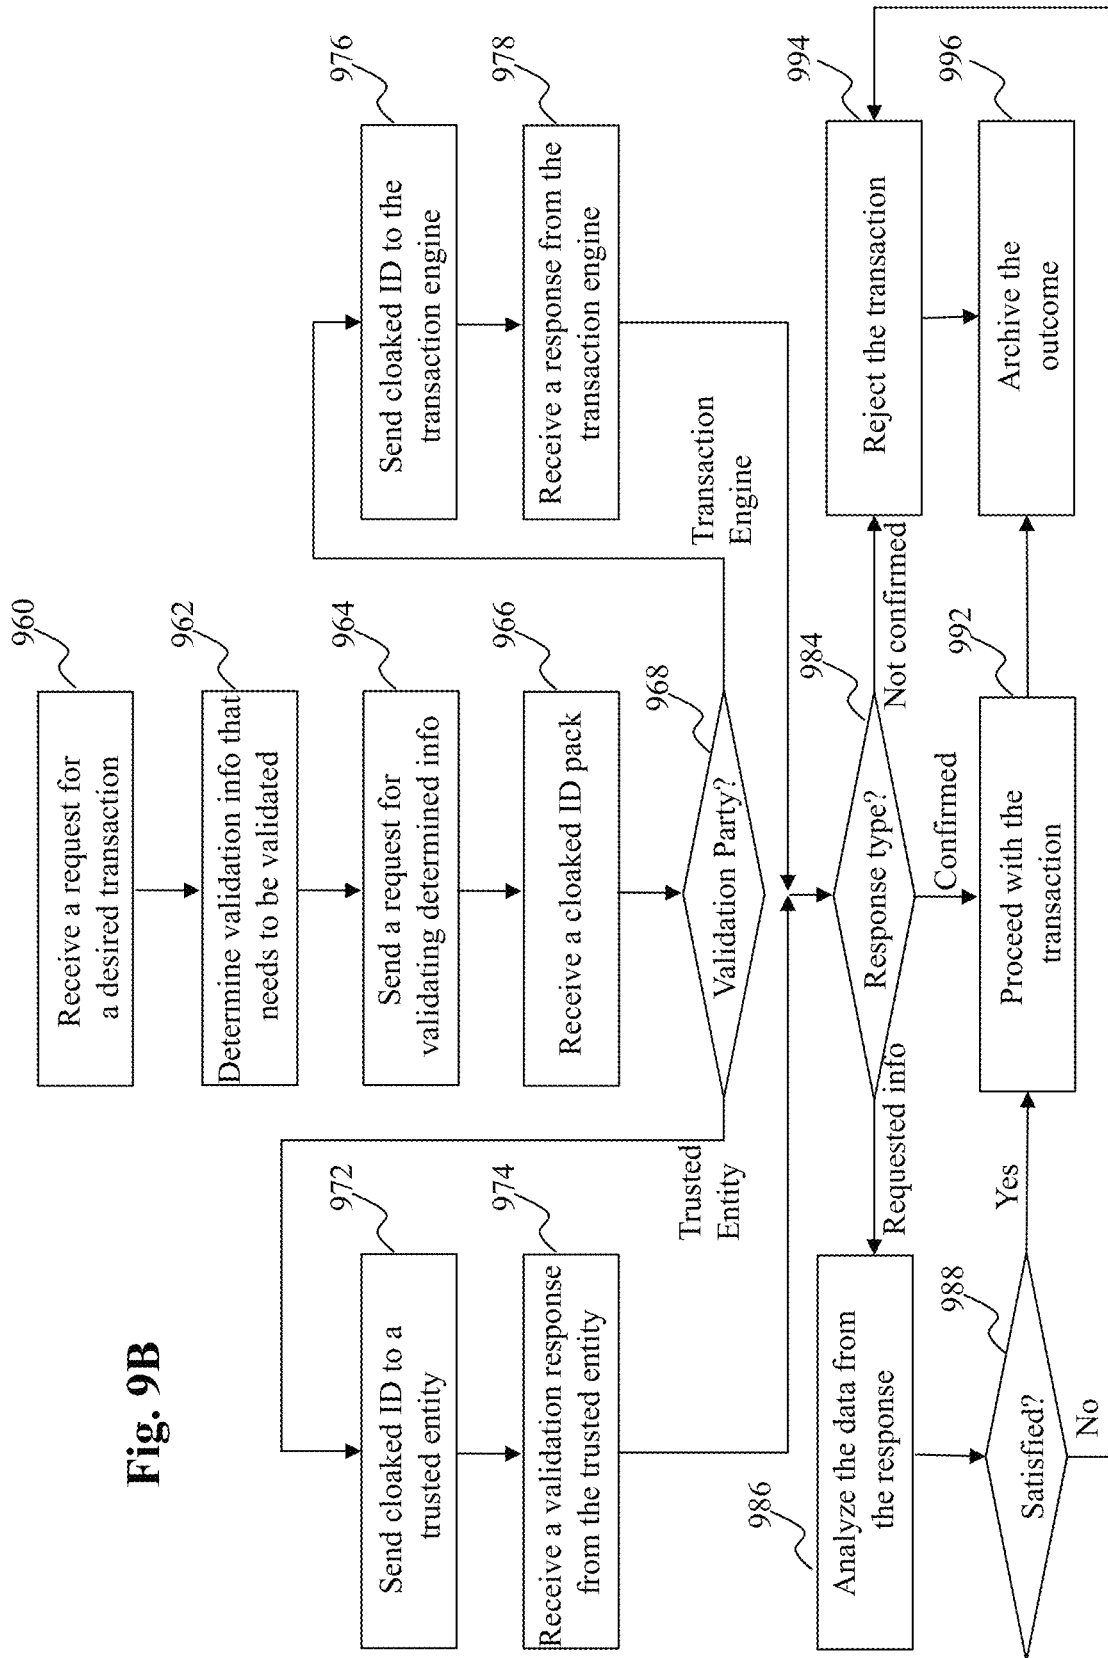 Fig. 9B
960
Receive a request for
a desired transaction
962
Determine validation info that
needs to be validated
964
Send a request for
validating determined info
966
Receive a cloaked ID pack
968
Validation Party?
Trusted
Entity
Transaction
Engine
972
Send cloaked ID to a
trusted entity
974
Receive a validation response
from the trusted entity
976
Send cloaked ID to the
transaction engine
978
Receive a response from the
transaction engine
984
Response type?
Requested info
Confirmed
Not confirmed
986
Analyze the data from
the response
988
Satisfied?
Yes
No
992
Proceed with the
transaction
994
Reject the transaction
996
Archive the
outcome